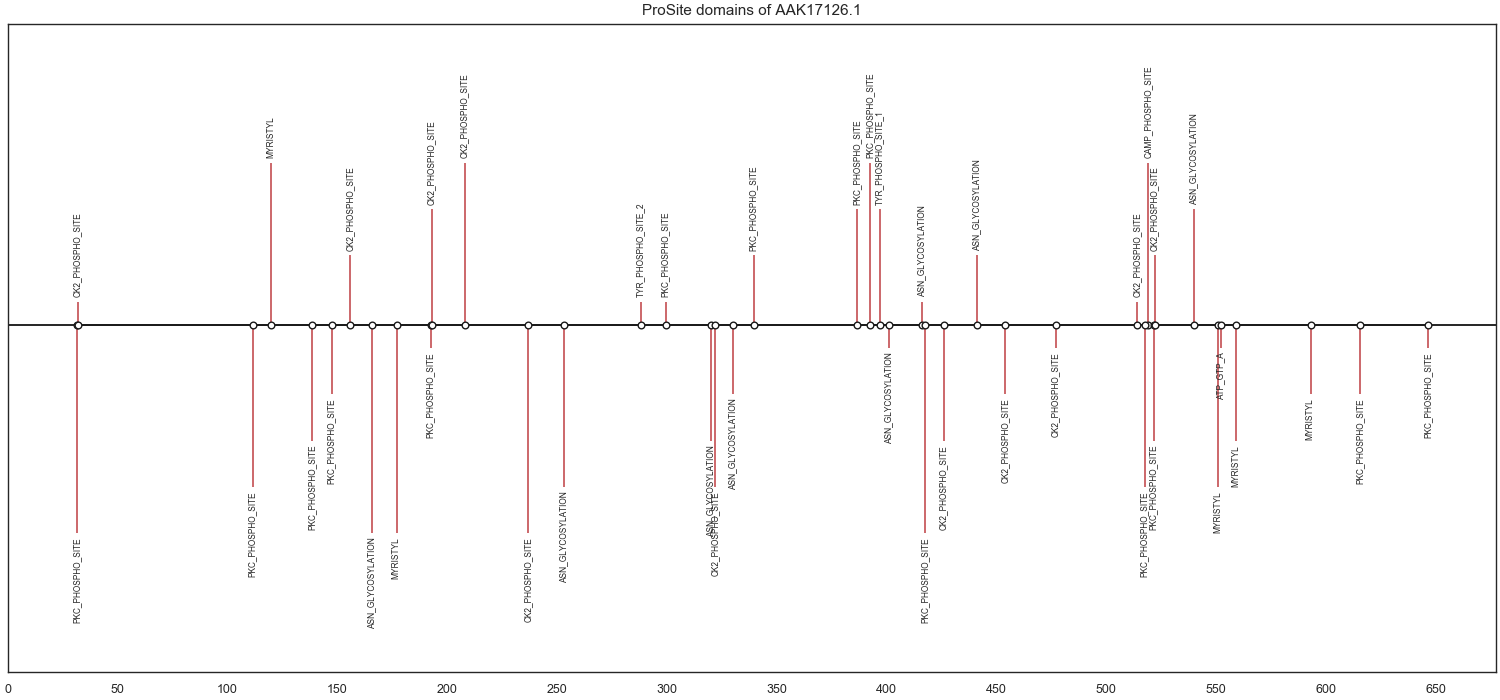 ProSite domains of AAK17126.1
CK2_PHOSPHO_SITE
MYRISTYL
CK2_PHOSPHO_SITE
CK2_PHOSPHO_SITE
CK2_PHOSPHO_SITE
TYR_PHOSPHO_SITE_2
PKC_PHOSPHO_SITE
PKC_PHOSPHO_SITE
PKC_PHOSPHO_SITE
PKC_PHOSPHO_SITE
TYR_PHOSPHO_SITE_1
ASN_GLYCOSYLATION
ASN_GLYCOSYLATION
CK2_PHOSPHO_SITE
CAMP_PHOSPHO_SITE
CK2_PHOSPHO_SITE
ASN_GLYCOSYLATION
PKC_PHOSPHO_SITE
PKC_PHOSPHO_SITE
PKC_PHOSPHO_SITE
PKC_PHOSPHO_SITE
ASN_GLYCOSYLATION
MYRISTYL
PKC_PHOSPHO_SITE
CK2_PHOSPHO_SITE
ASN_GLYCOSYLATION
ASN_GLYCOSYLATION
CK2_PHOSPHO_SITE
ASN_GLYCOSYLATION
ASN_GLYCOSYLATION
PKC_PHOSPHO_SITE
CK2_PHOSPHO_SITE
CK2_PHOSPHO_SITE
CK2_PHOSPHO_SITE
PKC_PHOSPHO_SITE
PKC_PHOSPHO_SITE
MYRISTYL
ATP_GTP_A
MYRISTYL
MYRISTYL
PKC_PHOSPHO_SITE
PKC_PHOSPHO_SITE
0 50 100 150 200 250 300 350 400 450 500 550 600 650